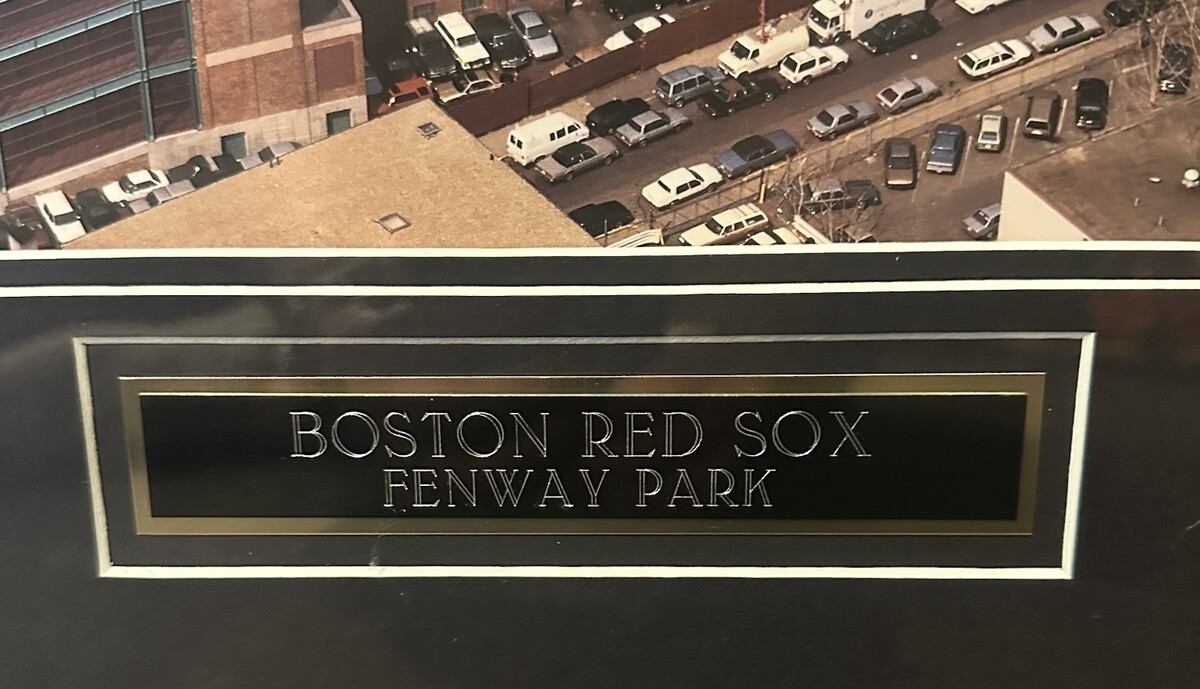 BOSTON RED SOX
FENWAY PARK